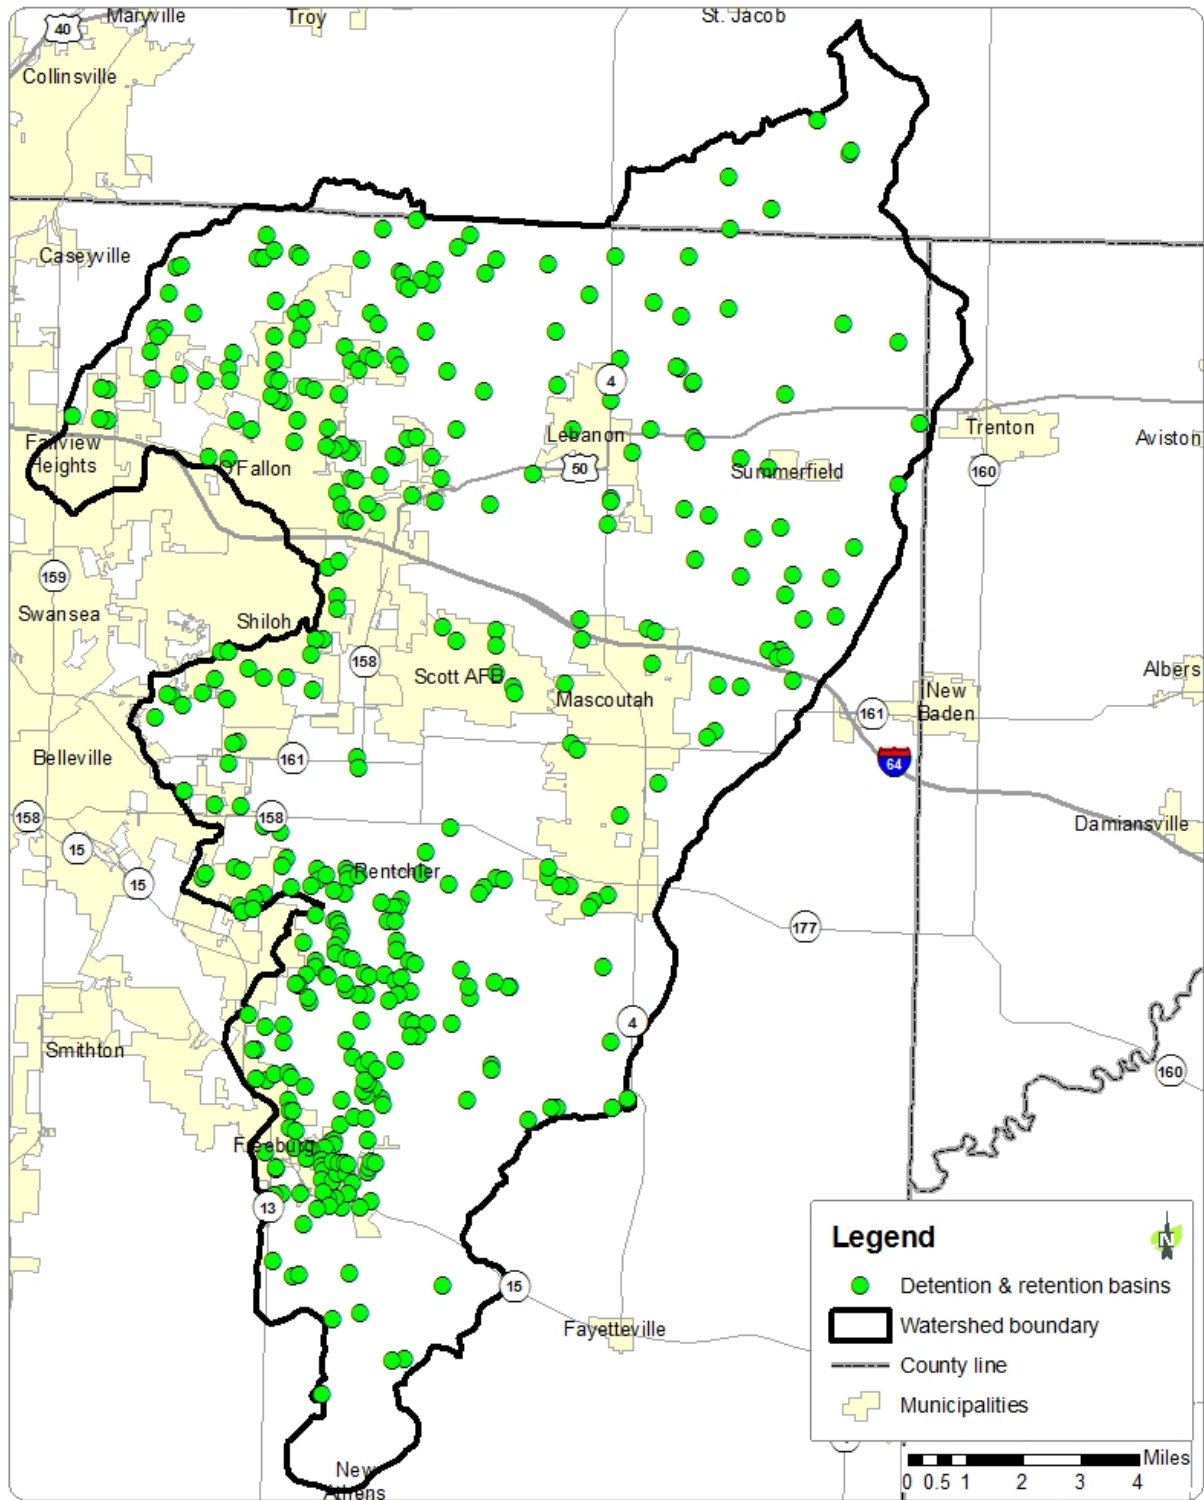 Maryville
Troy
St. Jacob
40
Collinsville
Caseyville
4
Trenton
Lebanon
Aviston
Fairview
Heights
O'Fallon
50
Summerfield
160
159
Swansea
Shiloh
158
Scott AFB
Mascoutah
Albers
New
Baden
161
Belleville
161
64
158
158
Damiansville
15
15
Rentchler
177
4
Smithton
160
Freeburg
13
15
Fayetteville
New
Athens
Legend
N
Detention & retention basins
Watershed boundary
County line
Municipalities
Miles
0 0.5 1 2 3 4